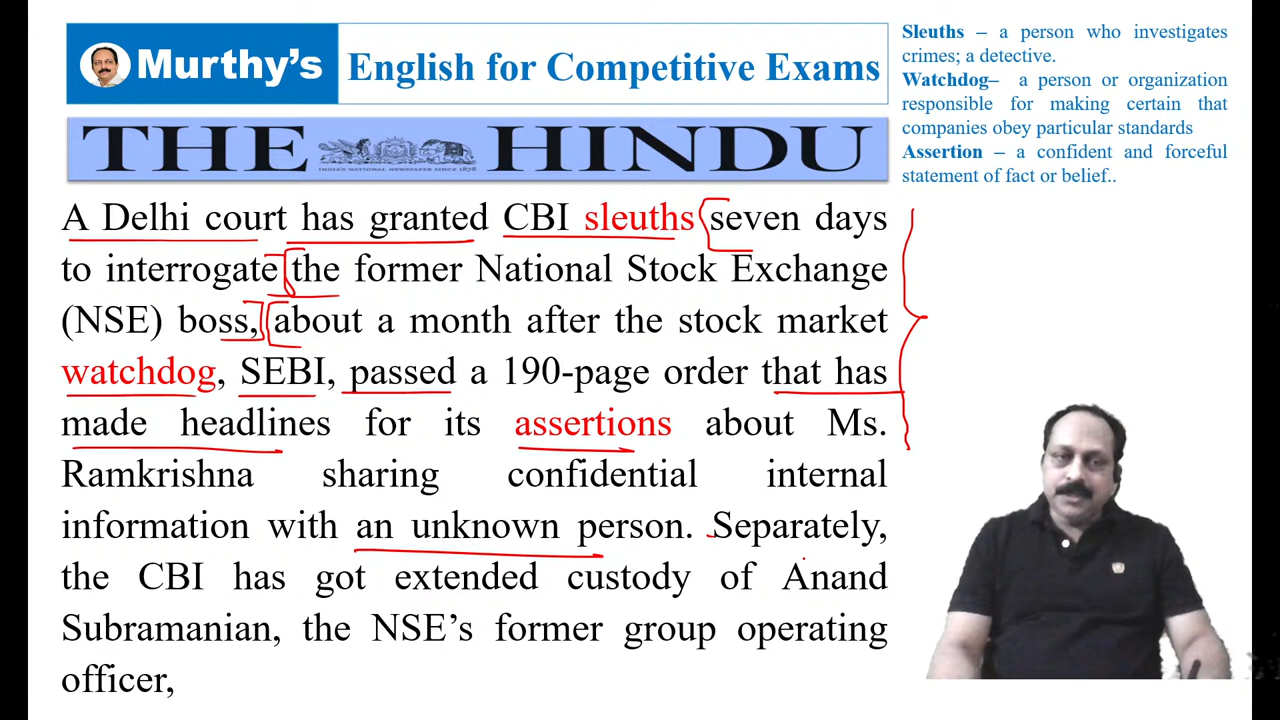 Murthy's English for Competitive Exams
THE HINDU
INDIA'S NATIONAL NEWSPAPER SINCE 1878
A Delhi court has granted CBI sleuths seven days
to interrogate the former National Stock Exchange
(NSE) boss, about a month after the stock market
watchdog, SEBI, passed a 190-page order that has
made headlines for its assertions about Ms.
Ramkrishna sharing confidential internal
information with an unknown person. Separately,
the CBI has got extended custody of Anand
Subramanian, the NSE's former group operating
officer,
Sleuths – a person who investigates
crimes; a detective.
Watchdog– a person or organization
responsible for making certain that
companies obey particular standards
Assertion – a confident and forceful
statement of fact or belief..